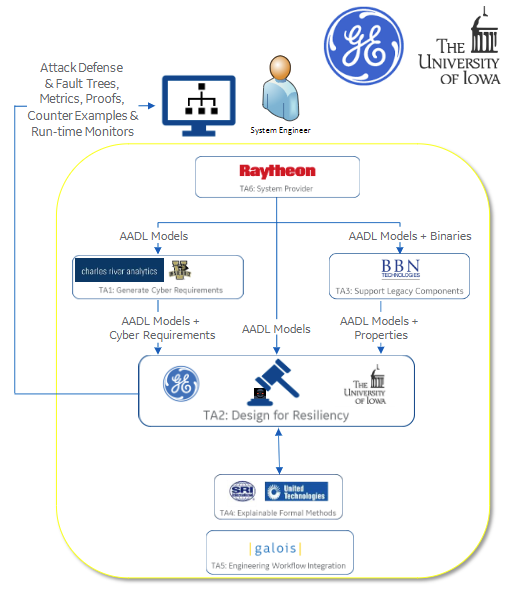 THE
UNIVERSITY
OF IOWA
Attack Defense
& Fault Trees,
Metrics, Proofs,
Counter Examples &
Run-time Monitors
System Engineer
Raytheon
TA6: System Provider
AADL Models
AADL Models + Binaries
charles river analytics
TA1: Generate Cyber Requirements
BBN
TECHNOLOGIES
TA3: Support Legacy Components
AADL Models +
Cyber Requirements
AADL Models
AADL Models +
Properties
THE
UNIVERSITY
OF IOWA
TA2: Design for Resiliency
SRI
United
Technologies
TA4: Explainable Formal Methods
|galois|
TA5: Engineering Workflow Integration